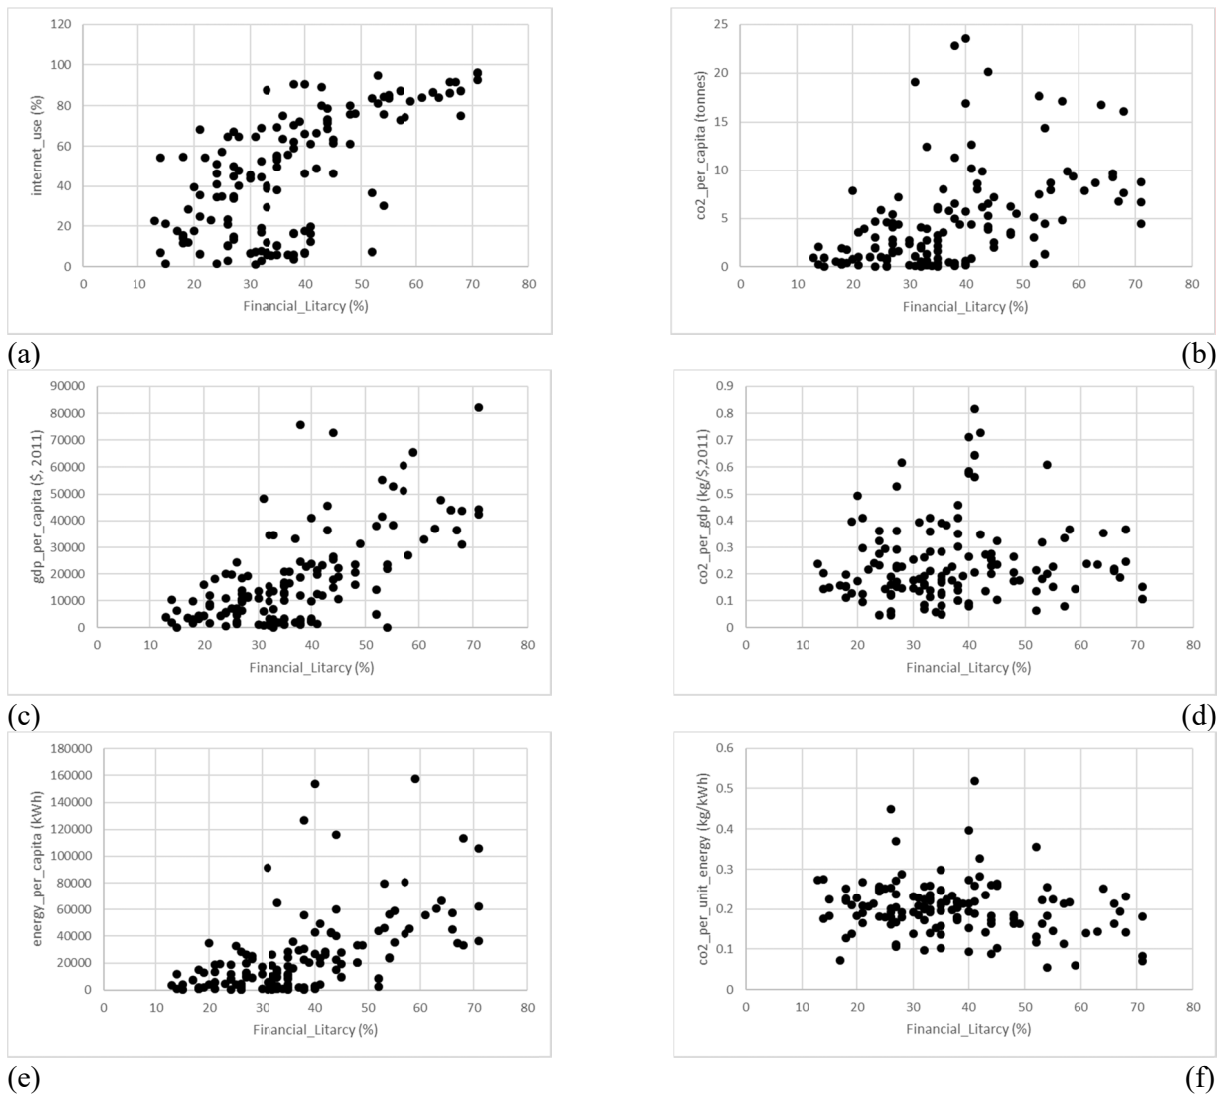 120
100
80
60
40
20
0
internet_use (%)
0 10 20 30 40 50 60 70 80
Financial_Litarcy (%)
(a)
25
20
15
10
5
0
co2_per_capita (tonnes)
0 10 20 30 40 50 60 70 80
Financial_Litarcy (%)
(b)
0 10 20 30 40 50 60 70 80
90000
80000
70000
60000
50000
40000
30000
20000
10000
0
gdp_per_capita ($, 2011)
Financial_Litarcy (%)
(c)
0.9
0.8
0.7
0.6
0.5
0.4
0.3
0.2
0.1
0
co2_per_gdp (kg/$,2011)
0 10 20 30 40 50 60 70 80
Financial_Litarcy (%)
(d)
180000
160000
140000
120000
100000
80000
60000
40000
20000
0
energy_per_capita (kWh)
0 10 20 30 40 50 60 70 80
Financial_Litarcy (%)
(e)
0.6
0.5
0.4
0.3
0.2
0.1
0
co2_per_unit_energy (kg/kWh)
0 10 20 30 40 50 60 70 80
Financial_Litarcy (%)
(f)